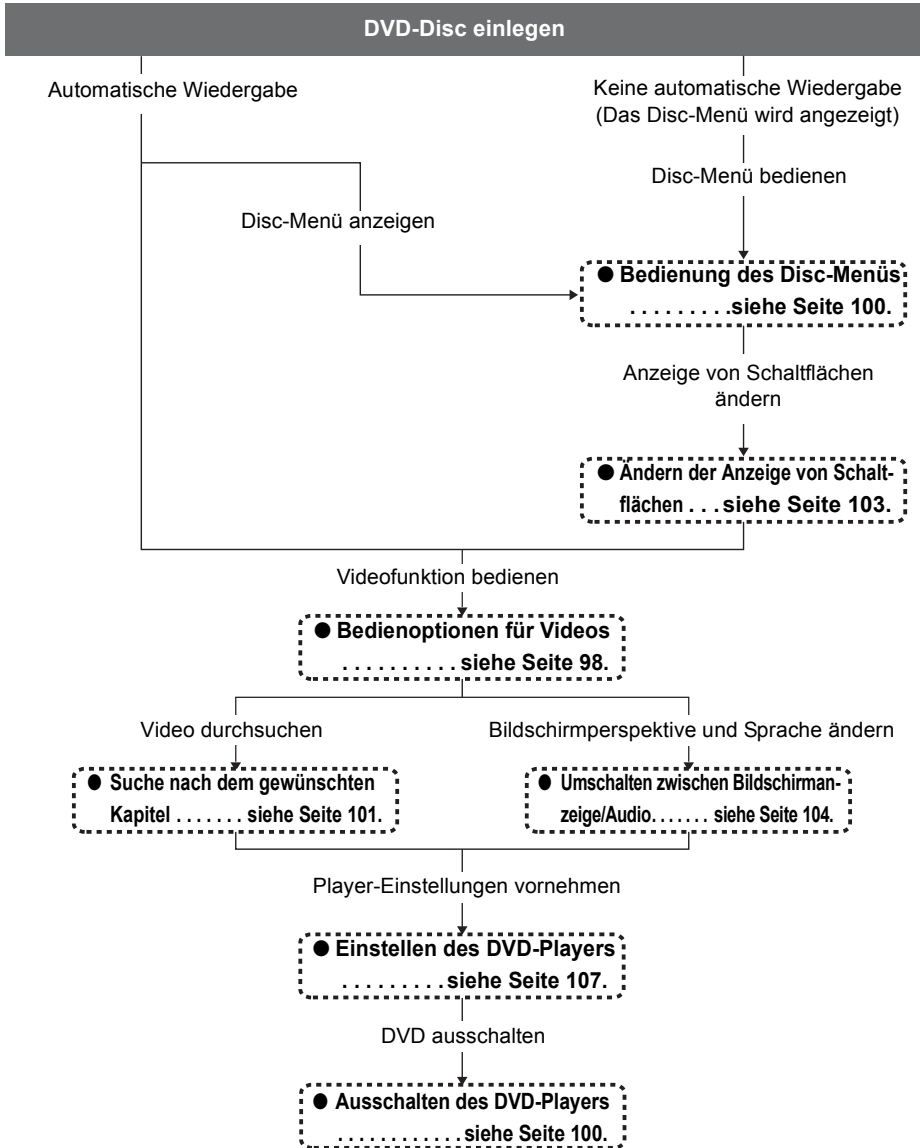 DVD-Disc einlegen
Automatische Wiedergabe
Keine automatische Wiedergabe
(Das Disc-Menü wird angezeigt)
Disc-Menü bedienen
Disc-Menü anzeigen
● Bedienung des Disc-Menüs
. . . . . . . . .siehe Seite 100.
Anzeige von Schaltflächen
ändern
● Ändern der Anzeige von Schalt-
flächen . . . siehe Seite 103.
Videofunktion bedienen
● Bedienoptionen für Videos
. . . . . . . . . . siehe Seite 98.
Video durchsuchen
Bildschirmperspektive und Sprache ändern
● Suche nach dem gewünschten
Kapitel . . . . . . . siehe Seite 101.
● Umschalten zwischen Bildschirman-
zeige/Audio. . . . . . . siehe Seite 104.
Player-Einstellungen vornehmen
● Einstellen des DVD-Players
. . . . . . . . . siehe Seite 107.
DVD ausschalten
● Ausschalten des DVD-Players
. . . . . . . . . . . .siehe Seite 100.